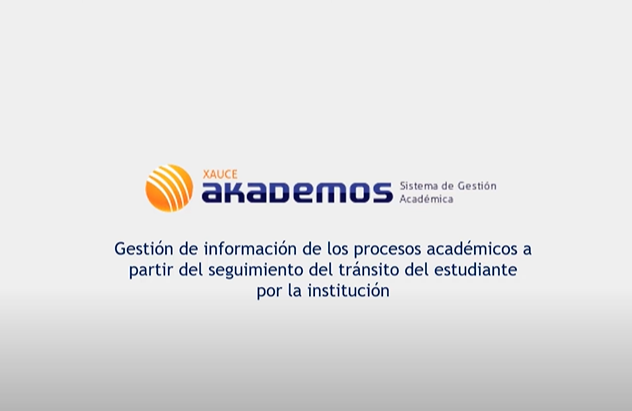 XAUCE
akademos
Sistema de Gestión
Académica
Gestión de información de los procesos académicos a
partir del seguimiento del tránsito del estudiante
por la institución